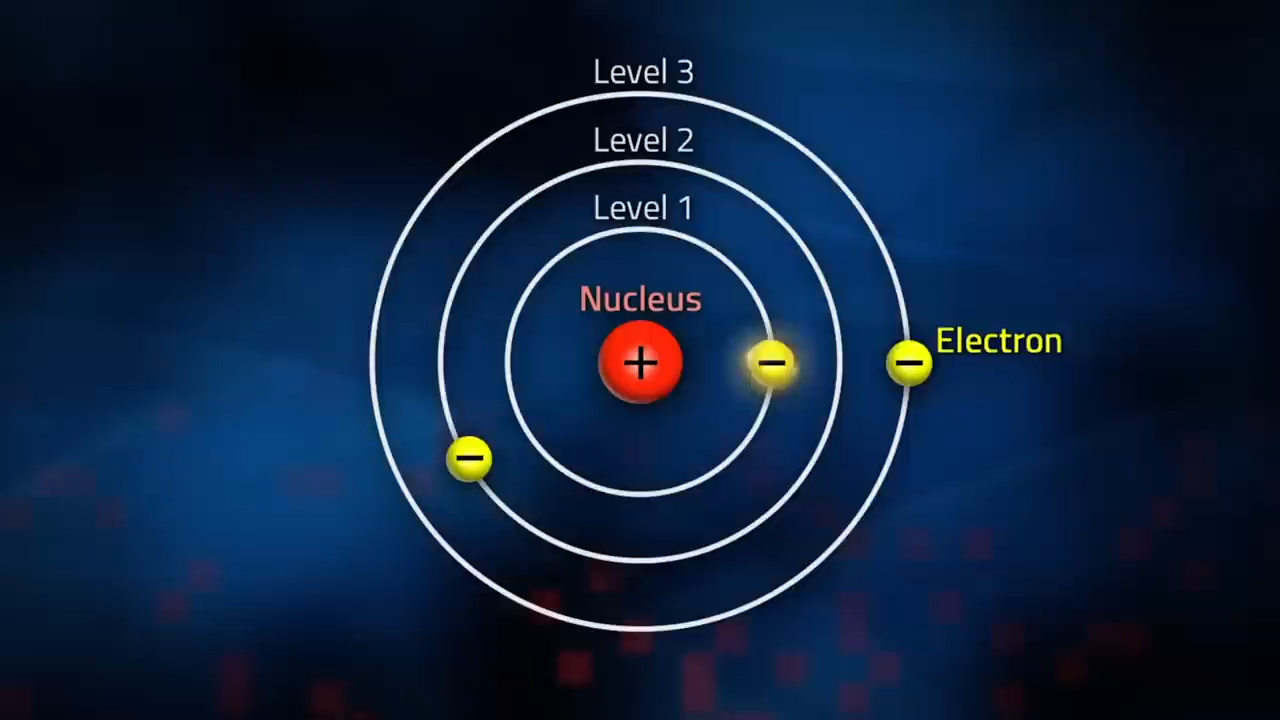 Level 3
Level 2
Level 1
Nucleus
+
−
−
Electron
−